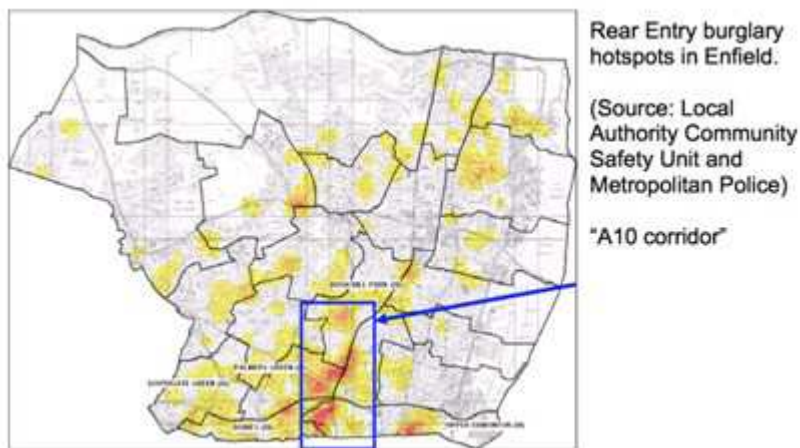 Rear Entry burglary
hotspots in Enfield.
(Source: Local
Authority Community
Safety Unit and
Metropolitan Police)
“A10 corridor”